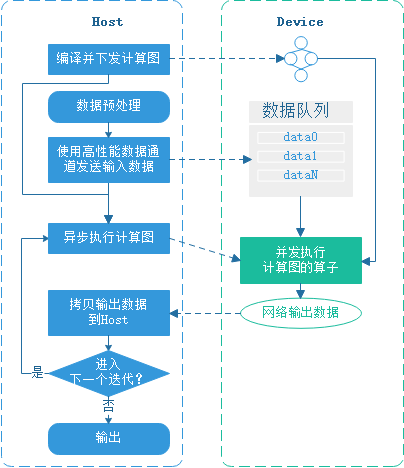 Host
Device
编译并下发计算图
数据预处理
数据队列
data0
data1
dataN
使用高性能数据通
道发送输入数据
异步执行计算图
并发执行
计算图的算子
拷贝输出数据
到Host
网络输出数据
进入
下一个迭代?
是
否
输出